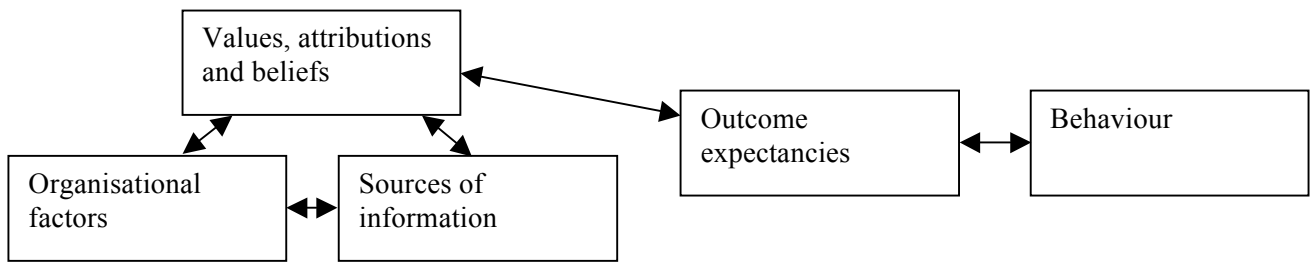 Values, attributions
and beliefs
Organisational
factors
Sources of
information
Outcome
expectancies
Behaviour